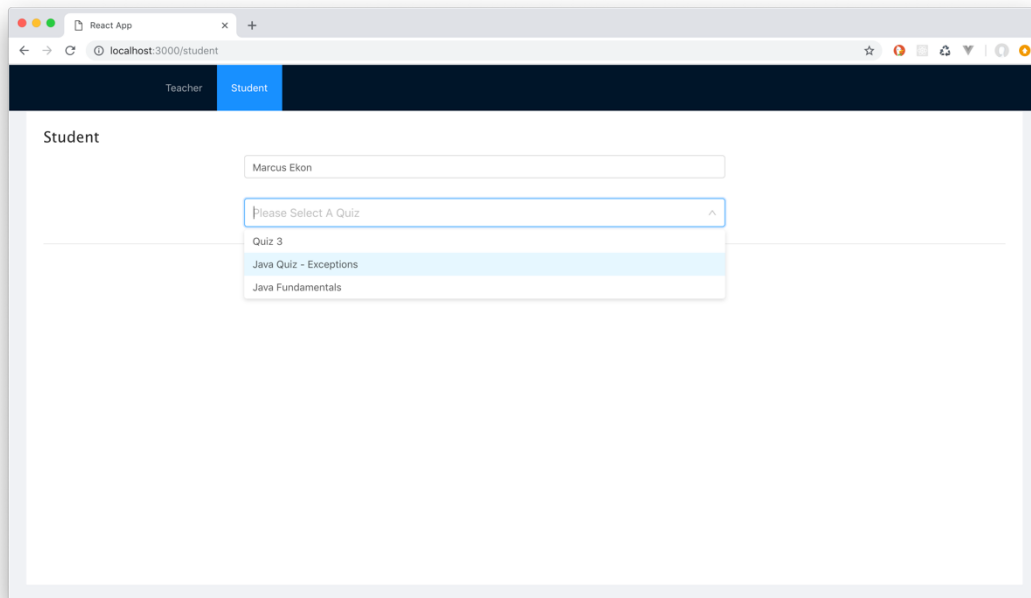 React App
localhost:3000/student
Teacher Student
Student
Marcus Ekon
Please Select A Quiz
Quiz 3
Java Quiz - Exceptions
Java Fundamentals